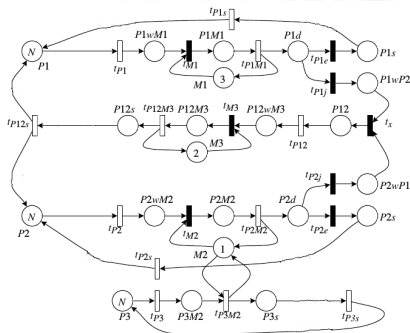 tP1s
N P1wM1 P1M1 P1d P1s
P1 tP1 tM1 tP1M1 tP1e
M1 3 tP1j P1wP2
P12s tP12M3 P12M3 tM3 P12wM3 P12
tP12s M3 2 tP12 tx
P2wM2 P2M2 P2d tP2j P2wP1
N P2s
P2 tP2 tM2 tP2M2 tP2e
tP2s M2 1
N
P3 tP3 P3M2 tP3M2 P3s tP3s